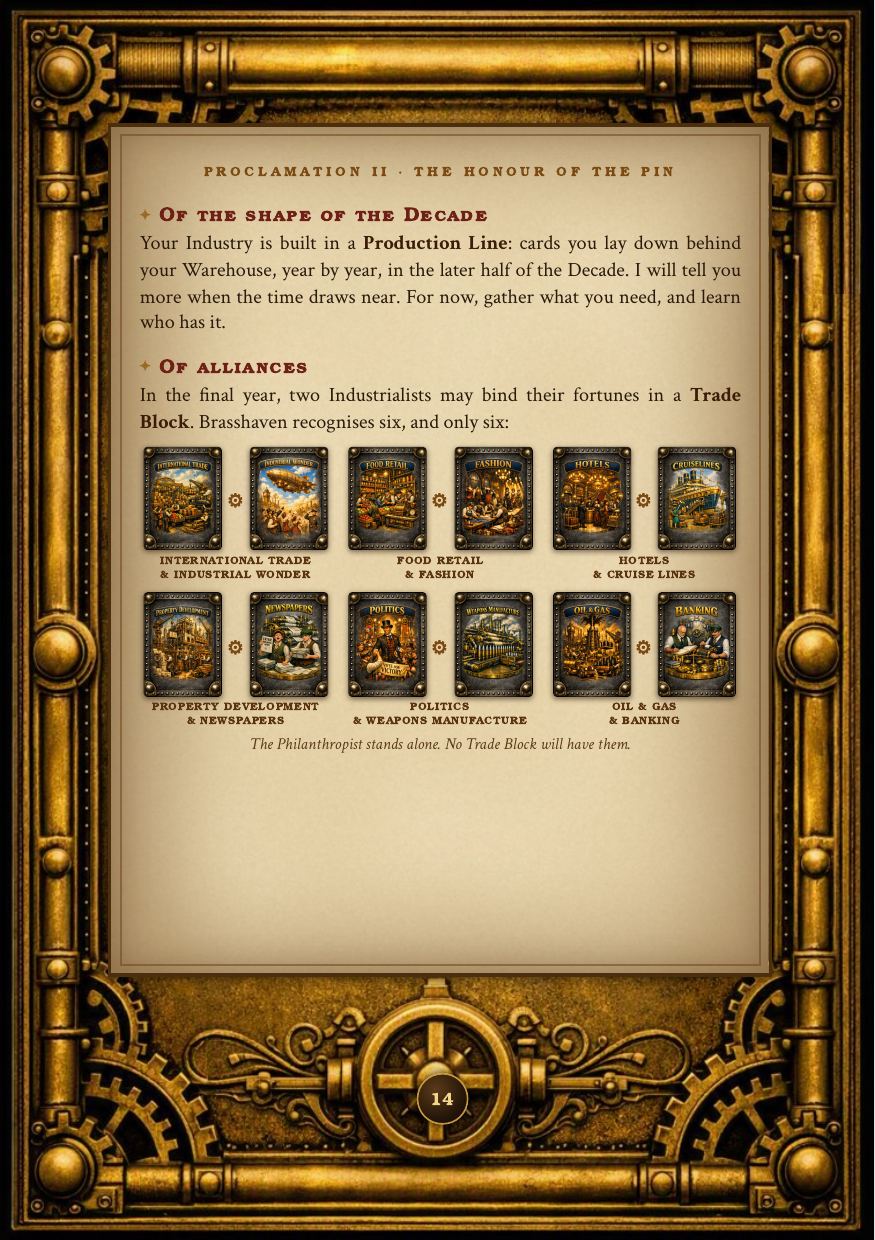 PROCLAMATION II · THE HONOUR OF THE PIN
✦ OF THE SHAPE OF THE DECADE
Your Industry is built in a Production Line: cards you lay down behind
your Warehouse, year by year, in the later half of the Decade. I will tell you
more when the time draws near. For now, gather what you need, and learn
who has it.
✦ OF ALLIANCES
In the final year, two Industrialists may bind their fortunes in a Trade
Block. Brasshaven recognises six, and only six:
INTERNATIONAL TRADE
INDUSTRIAL WONDER
FOOD RETAIL
FASHION
HOTELS
CRUISELINES
INTERNATIONAL TRADE
& INDUSTRIAL WONDER
FOOD RETAIL
& FASHION
HOTELS
& CRUISE LINES
PROPERTY DEVELOPMENT
NEWSPAPERS
POLITICS
VICTORY
WEAPONS MANUFACTURE
OIL & GAS
BANKING
PROPERTY DEVELOPMENT
& NEWSPAPERS
POLITICS
& WEAPONS MANUFACTURE
OIL & GAS
& BANKING
The Philanthropist stands alone. No Trade Block will have them.
14